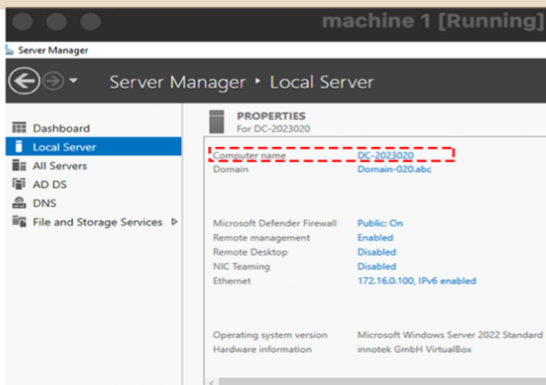 machine 1 [Running]
Server Manager
Server Manager • Local Server
Dashboard
Local Server
All Servers
AD DS
DNS
File and Storage Services
PROPERTIES
For DC-2023020
Computer name DC-2023020
Domain Domain-020.abc
Microsoft Defender Firewall Public: On
Remote management Enabled
Remote Desktop Disabled
NIC Teaming Disabled
Ethernet 172.16.0.100, IPv6 enabled
Operating system version Microsoft Windows Server 2022 Standard
Hardware information innotek GmbH VirtualBox